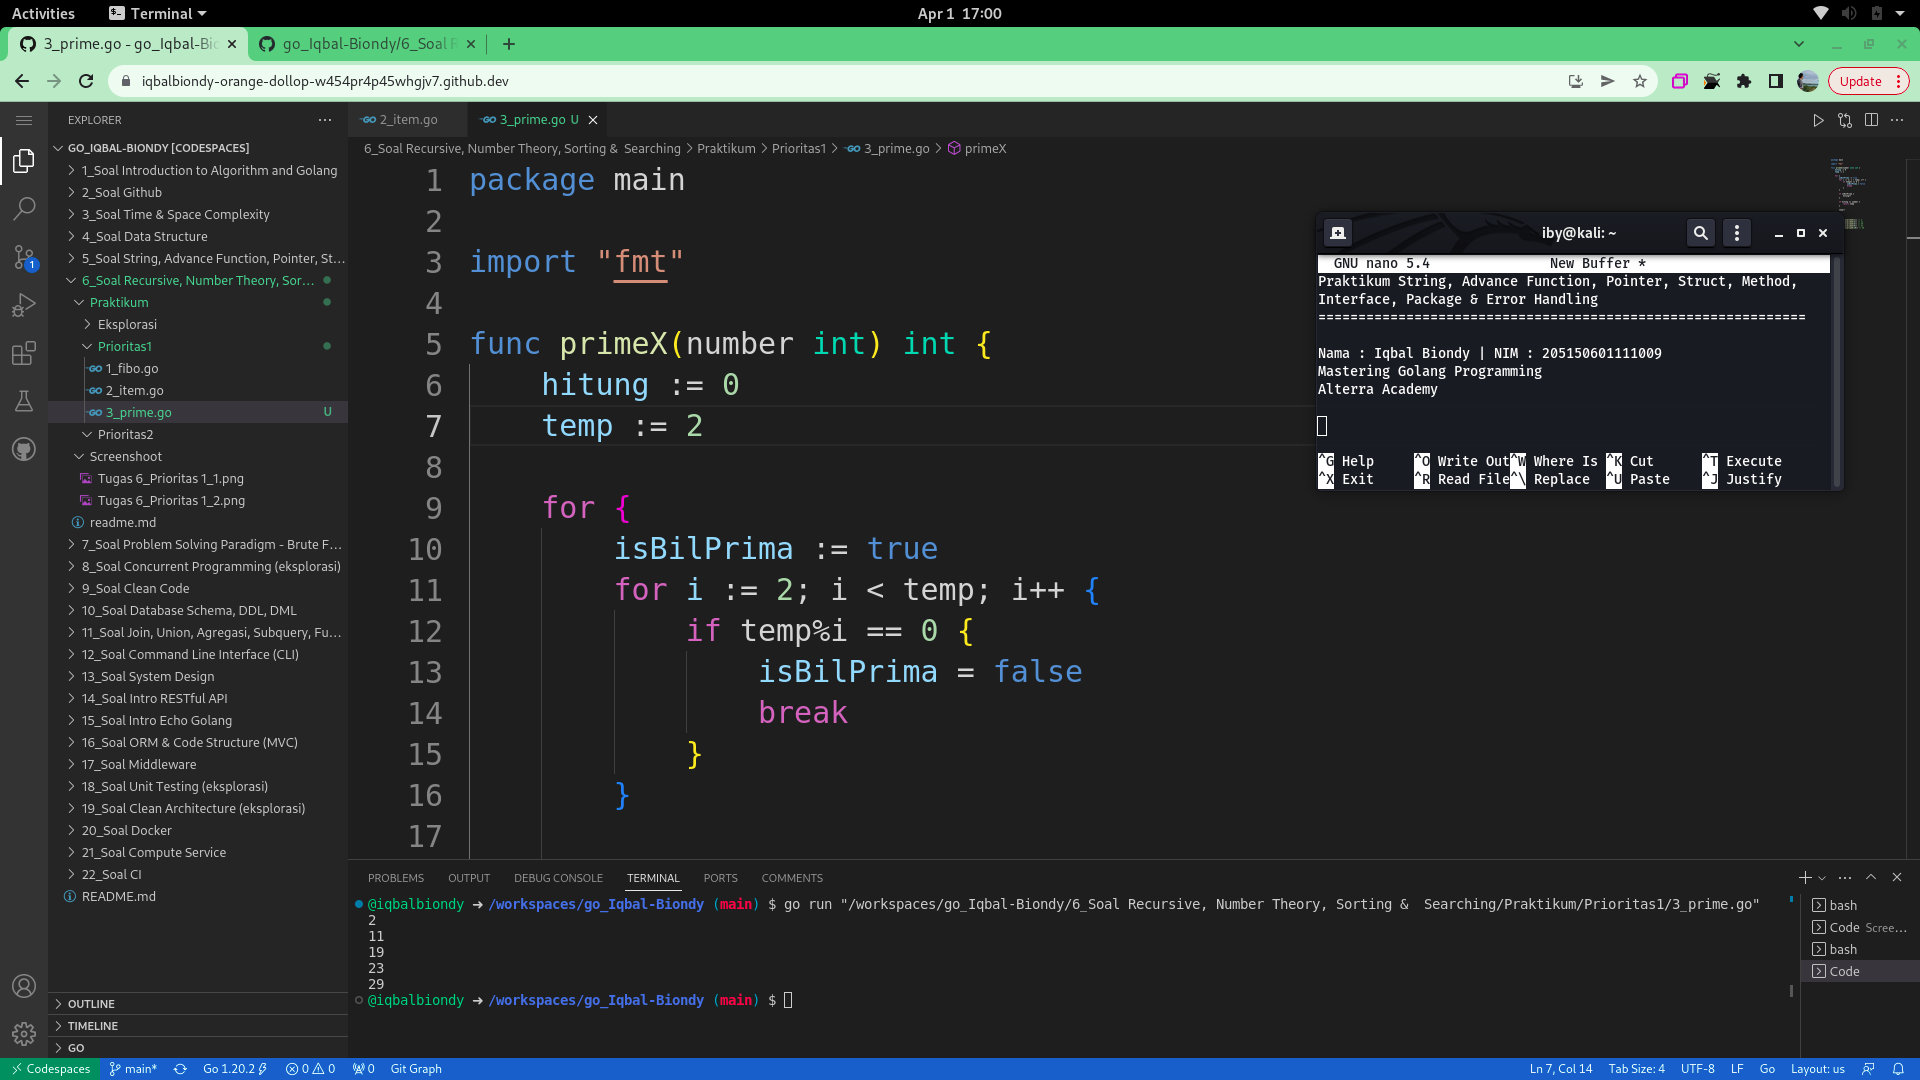 Activities
Terminal
Apr 1 17:00
3_prime.go - go_Iqbal-Bio
go_Iqbal-Biondy/6_Soal R
iqbalbiondy-orange-dollop-w454pr4p45whgjv7.github.dev
Update
EXPLORER
GO_IQBAL-BIONDY [CODESPACES]
1_Soal Introduction to Algorithm and Golang
2_Soal Github
3_Soal Time & Space Complexity
4_Soal Data Structure
5_Soal String, Advance Function, Pointer, St...
6_Soal Recursive, Number Theory, Sor...
Praktikum
Eksplorasi
Prioritas1
1_fibo.go
2_item.go
3_prime.go U
Prioritas2
Screenshoot
Tugas 6_Prioritas 1_1.png
Tugas 6_Prioritas 1_2.png
readme.md
7_Soal Problem Solving Paradigm - Brute F...
8_Soal Concurrent Programming (eksplorasi)
9_Soal Clean Code
10_Soal Database Schema, DDL, DML
11_Soal Join, Union, Agregasi, Subquery, Fu...
12_Soal Command Line Interface (CLI)
13_Soal System Design
14_Soal Intro RESTful API
15_Soal Intro Echo Golang
16_Soal ORM & Code Structure (MVC)
17_Soal Middleware
18_Soal Unit Testing (eksplorasi)
19_Soal Clean Architecture (eksplorasi)
20_Soal Docker
21_Soal Compute Service
22_Soal CI
README.md
OUTLINE
TIMELINE
GO
1
2_item.go
3_prime.go U
6_Soal Recursive, Number Theory, Sorting & Searching > Praktikum > Prioritas1 > 3_prime.go > primeX
1 package main
2
3 import "fmt"
4
5 func primeX(number int) int {
6 hitung := 0
7 temp := 2
8
9 for {
10 isBilPrima := true
11 for i := 2; i < temp; i++ {
12 if temp%i == 0 {
13 isBilPrima = false
14 break
15 }
16 }
17
iby@kali: ~
GNU nano 5.4 New Buffer *
Praktikum String, Advance Function, Pointer, Struct, Method,
Interface, Package & Error Handling
=============================================================
Nama : Iqbal Biondy | NIM : 205150601111009
Mastering Golang Programming
Alterra Academy
^G Help ^O Write Out ^W Where Is ^K Cut ^T Execute
^X Exit ^R Read File ^\ Replace ^U Paste ^J Justify
PROBLEMS OUTPUT DEBUG CONSOLE TERMINAL PORTS COMMENTS
@iqbalbiondy ➜ /workspaces/go_Iqbal-Biondy (main) $ go run "/workspaces/go_Iqbal-Biondy/6_Soal Recursive, Number Theory, Sorting &  Searching/Praktikum/Prioritas1/3_prime.go"
2
11
19
23
29
@iqbalbiondy ➜ /workspaces/go_Iqbal-Biondy (main) $
bash
Code Scree...
bash
Code
Codespaces main* Go 1.20.2 0 0 0 Git Graph
Ln 7, Col 14 Tab Size: 4 UTF-8 LF Go Layout: us